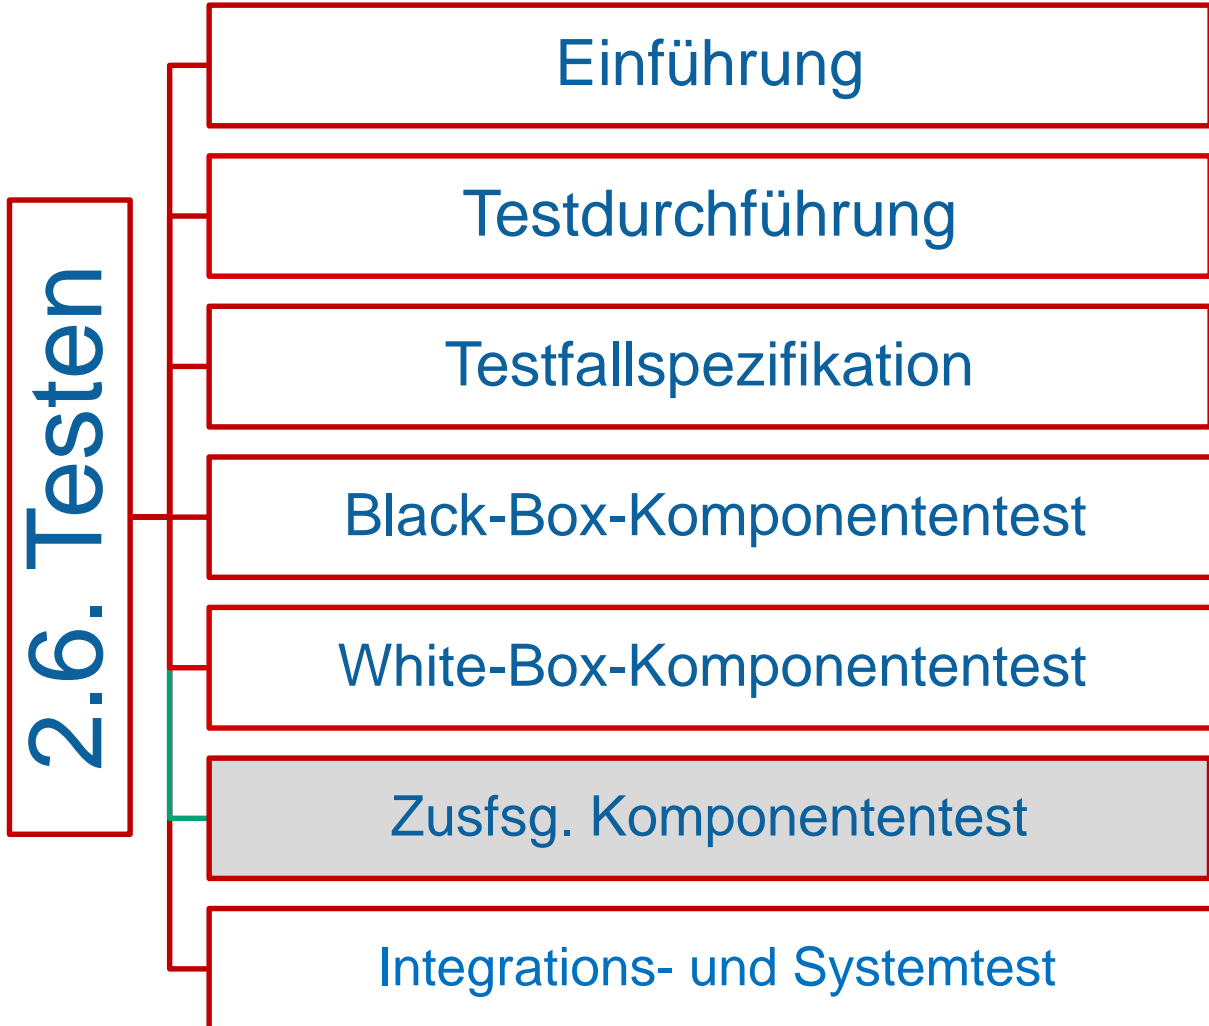 2.6. Testen
Einführung
Testdurchführung
Testfallspezifikation
Black-Box-Komponententest
White-Box-Komponententest
Zusfsg. Komponententest
Integrations- und Systemtest